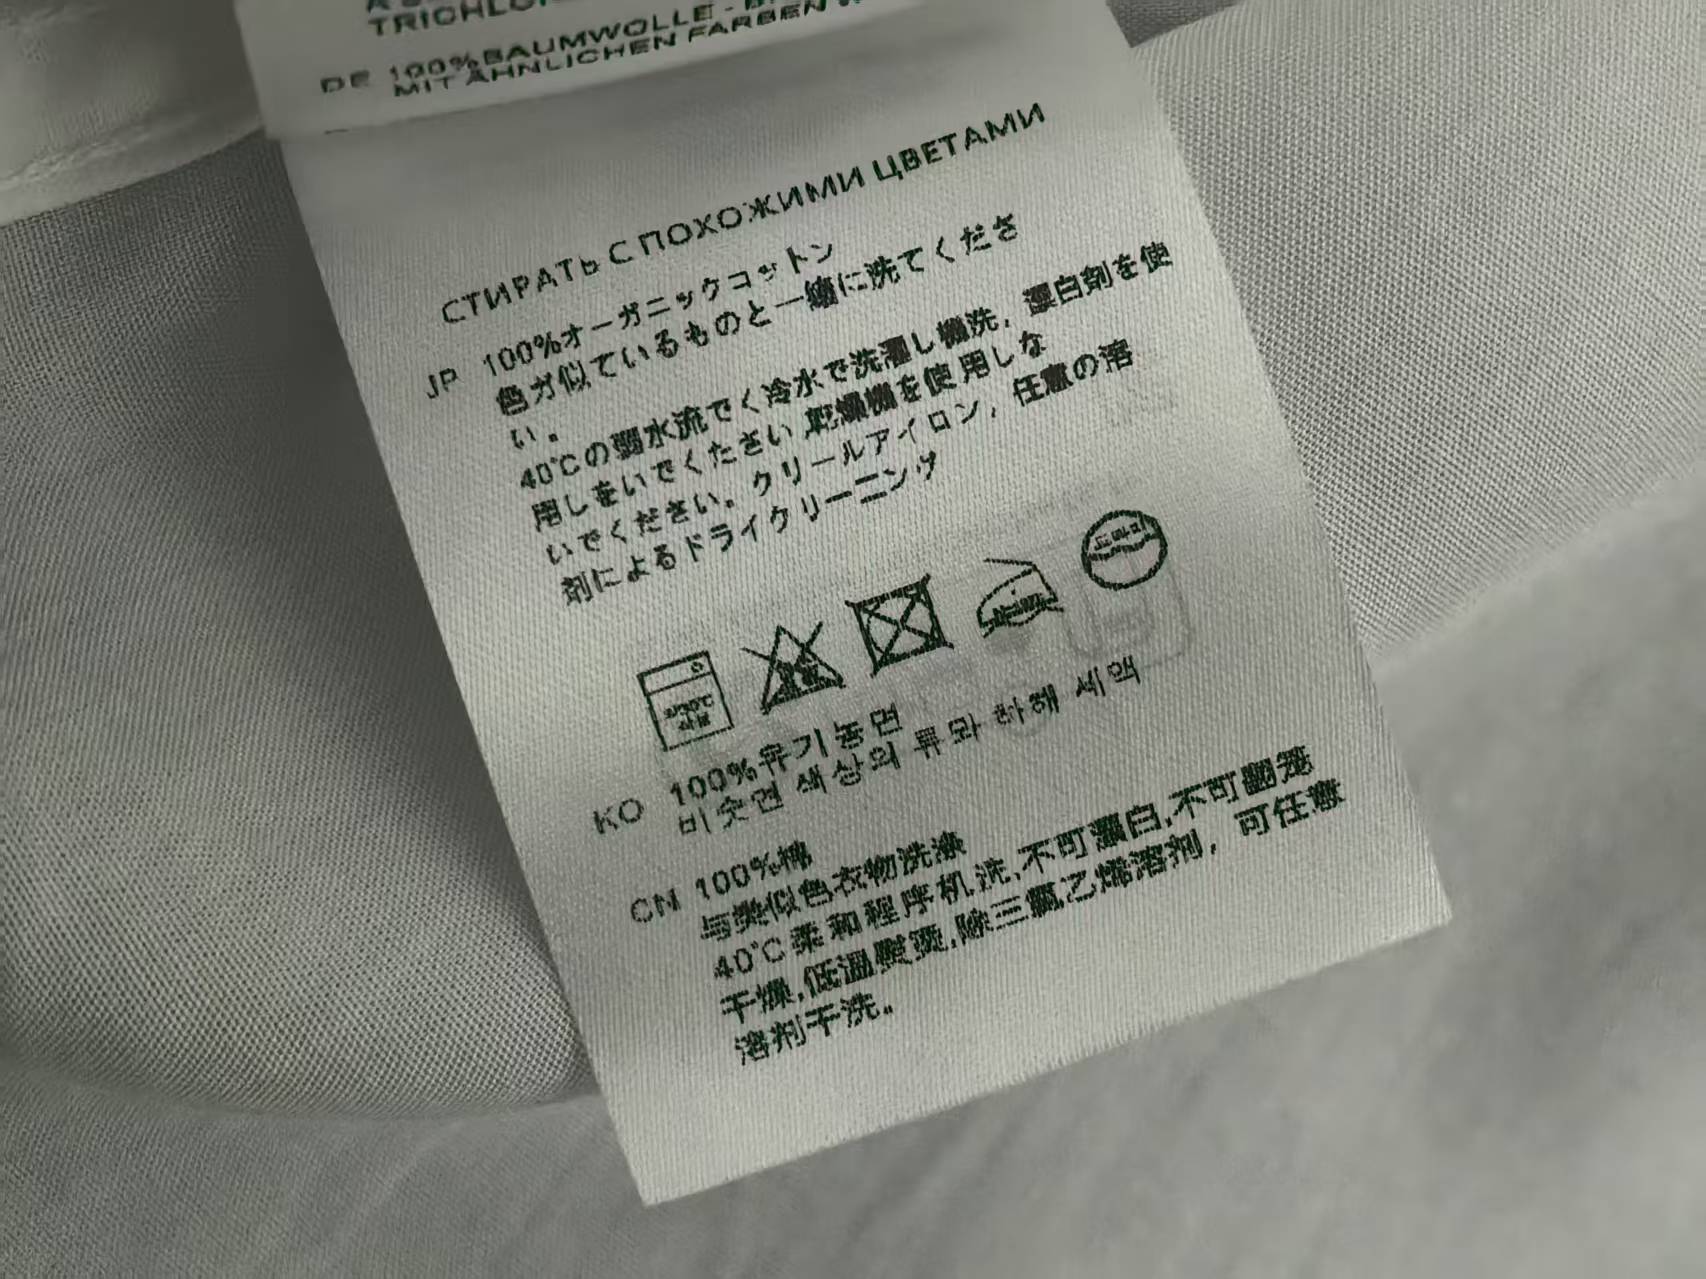 TRICHLOR
DE 100%BAUMWOLLE - B
MIT ÄHNLICHEN FARBEN
СТИРАТЬ С ПОХОЖИМИ ЦВЕТАМИ
JP 100%オーガニックコットン
色が似ているものと一緒に洗てくださ
い。
40℃の弱水流でく冷水で洗濯し機洗，漂白剤を使
用しをいでくたさい 乾燥機を使用しな
いでください。クリールアイロン，任意の溶
剤によるドライクリーニング
KO 100%유기농면
비슷면 색상의 류와 하해 세액
CN 100%棉
与类似色衣物洗涤
40℃柔和程序机洗,不可漂白,不可翻笼
干燥,低温熨烫,除三氯乙烯溶剂，可任意
溶剂干洗.